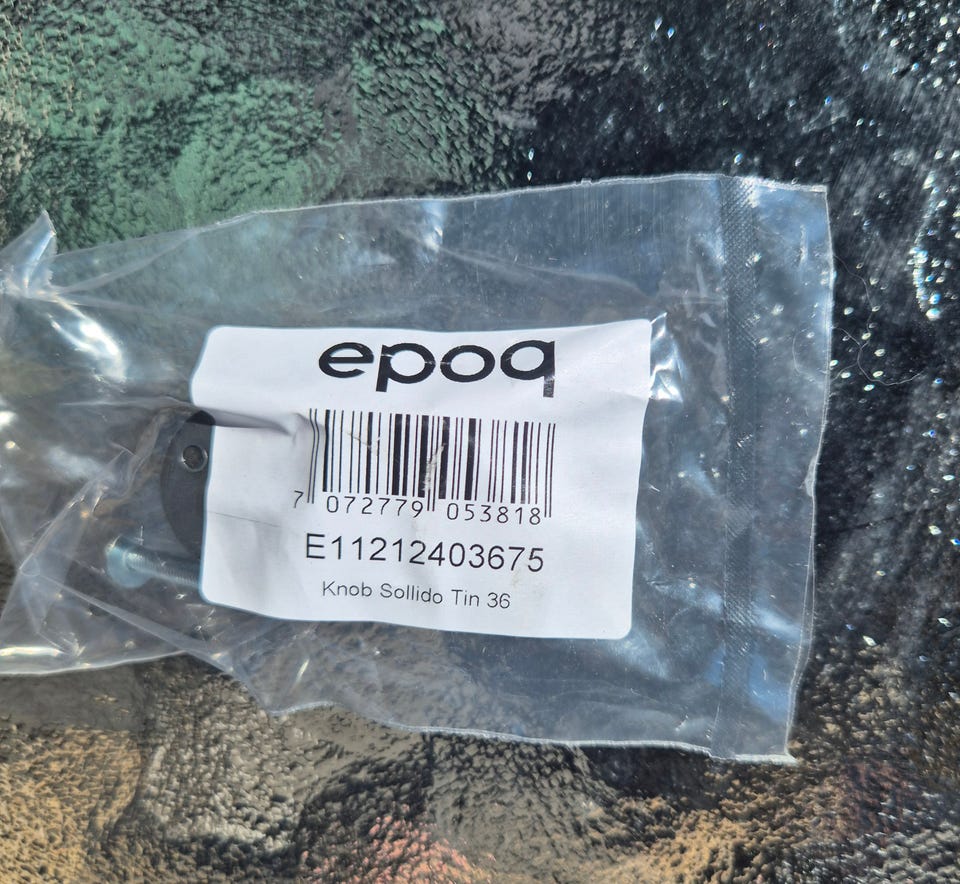 epoq
7 072779 053818
E11212403675
Knob Sollido Tin 36